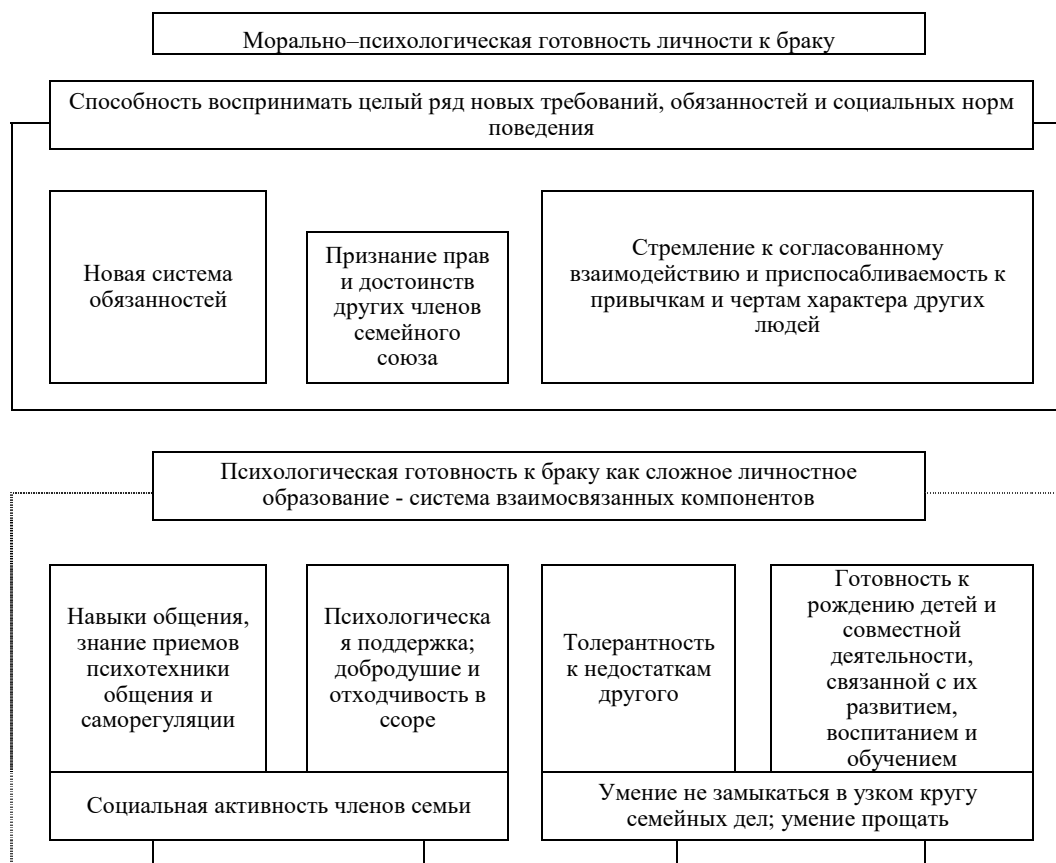 Морально–психологическая готовность личности к браку
Способность воспринимать целый ряд новых требований, обязанностей и социальных норм
поведения
Новая система
обязанностей
Признание прав
и достоинств
других членов
семейного
союза
Стремление к согласованному
взаимодействию и приспосабливаемость к
привычкам и чертам характера других
людей
Психологическая готовность к браку как сложное личностное
образование - система взаимосвязанных компонентов
Навыки общения,
знание приемов
психотехники
общения и
саморегуляции
Психологическа
я поддержка;
добродушие и
отходчивость в
ссоре
Толерантность
к недостаткам
другого
Готовность к
рождению детей и
совместной
деятельности,
связанной с их
развитием,
воспитанием и
обучением
Социальная активность членов семьи
Умение не замыкаться в узком кругу
семейных дел; умение прощать